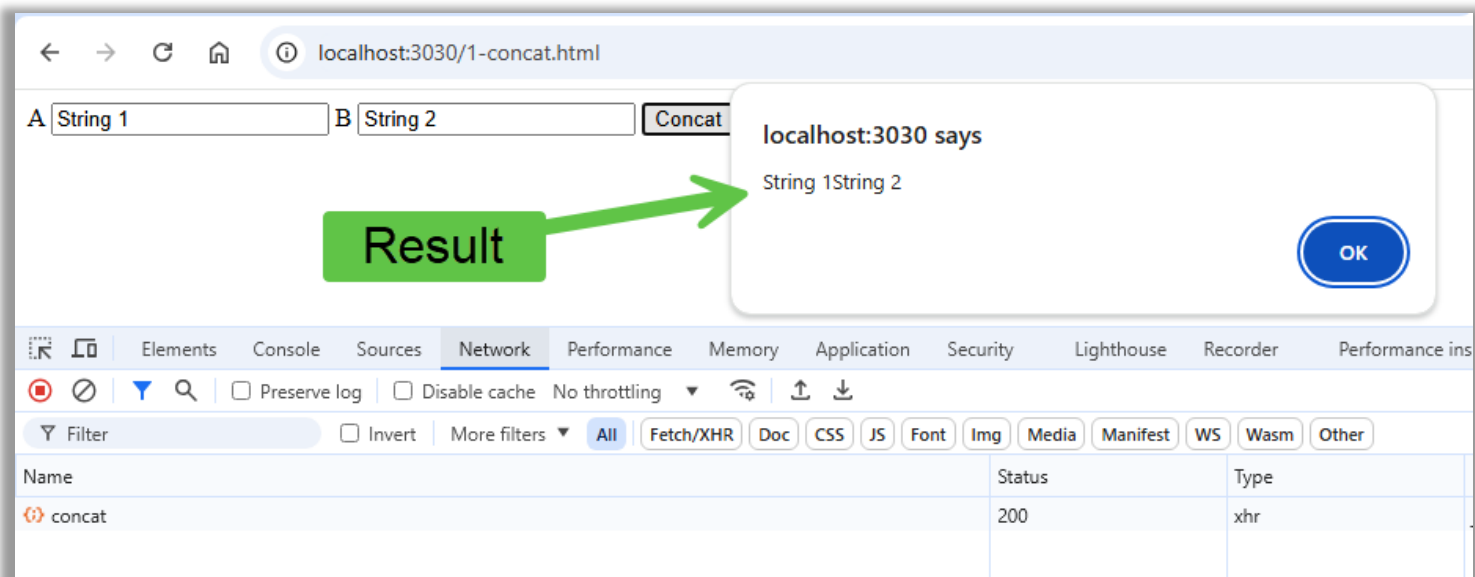 localhost:3030/1-concat.html
A String 1 B String 2 Concat
localhost:3030 says
String 1String 2
Result
OK
Elements Console Sources Network Performance Memory Application Security Lighthouse Recorder Performance ins
Preserve log Disable cache No throttling
Filter Invert More filters All Fetch/XHR Doc CSS JS Font Img Media Manifest WS Wasm Other
Name Status Type
concat 200 xhr